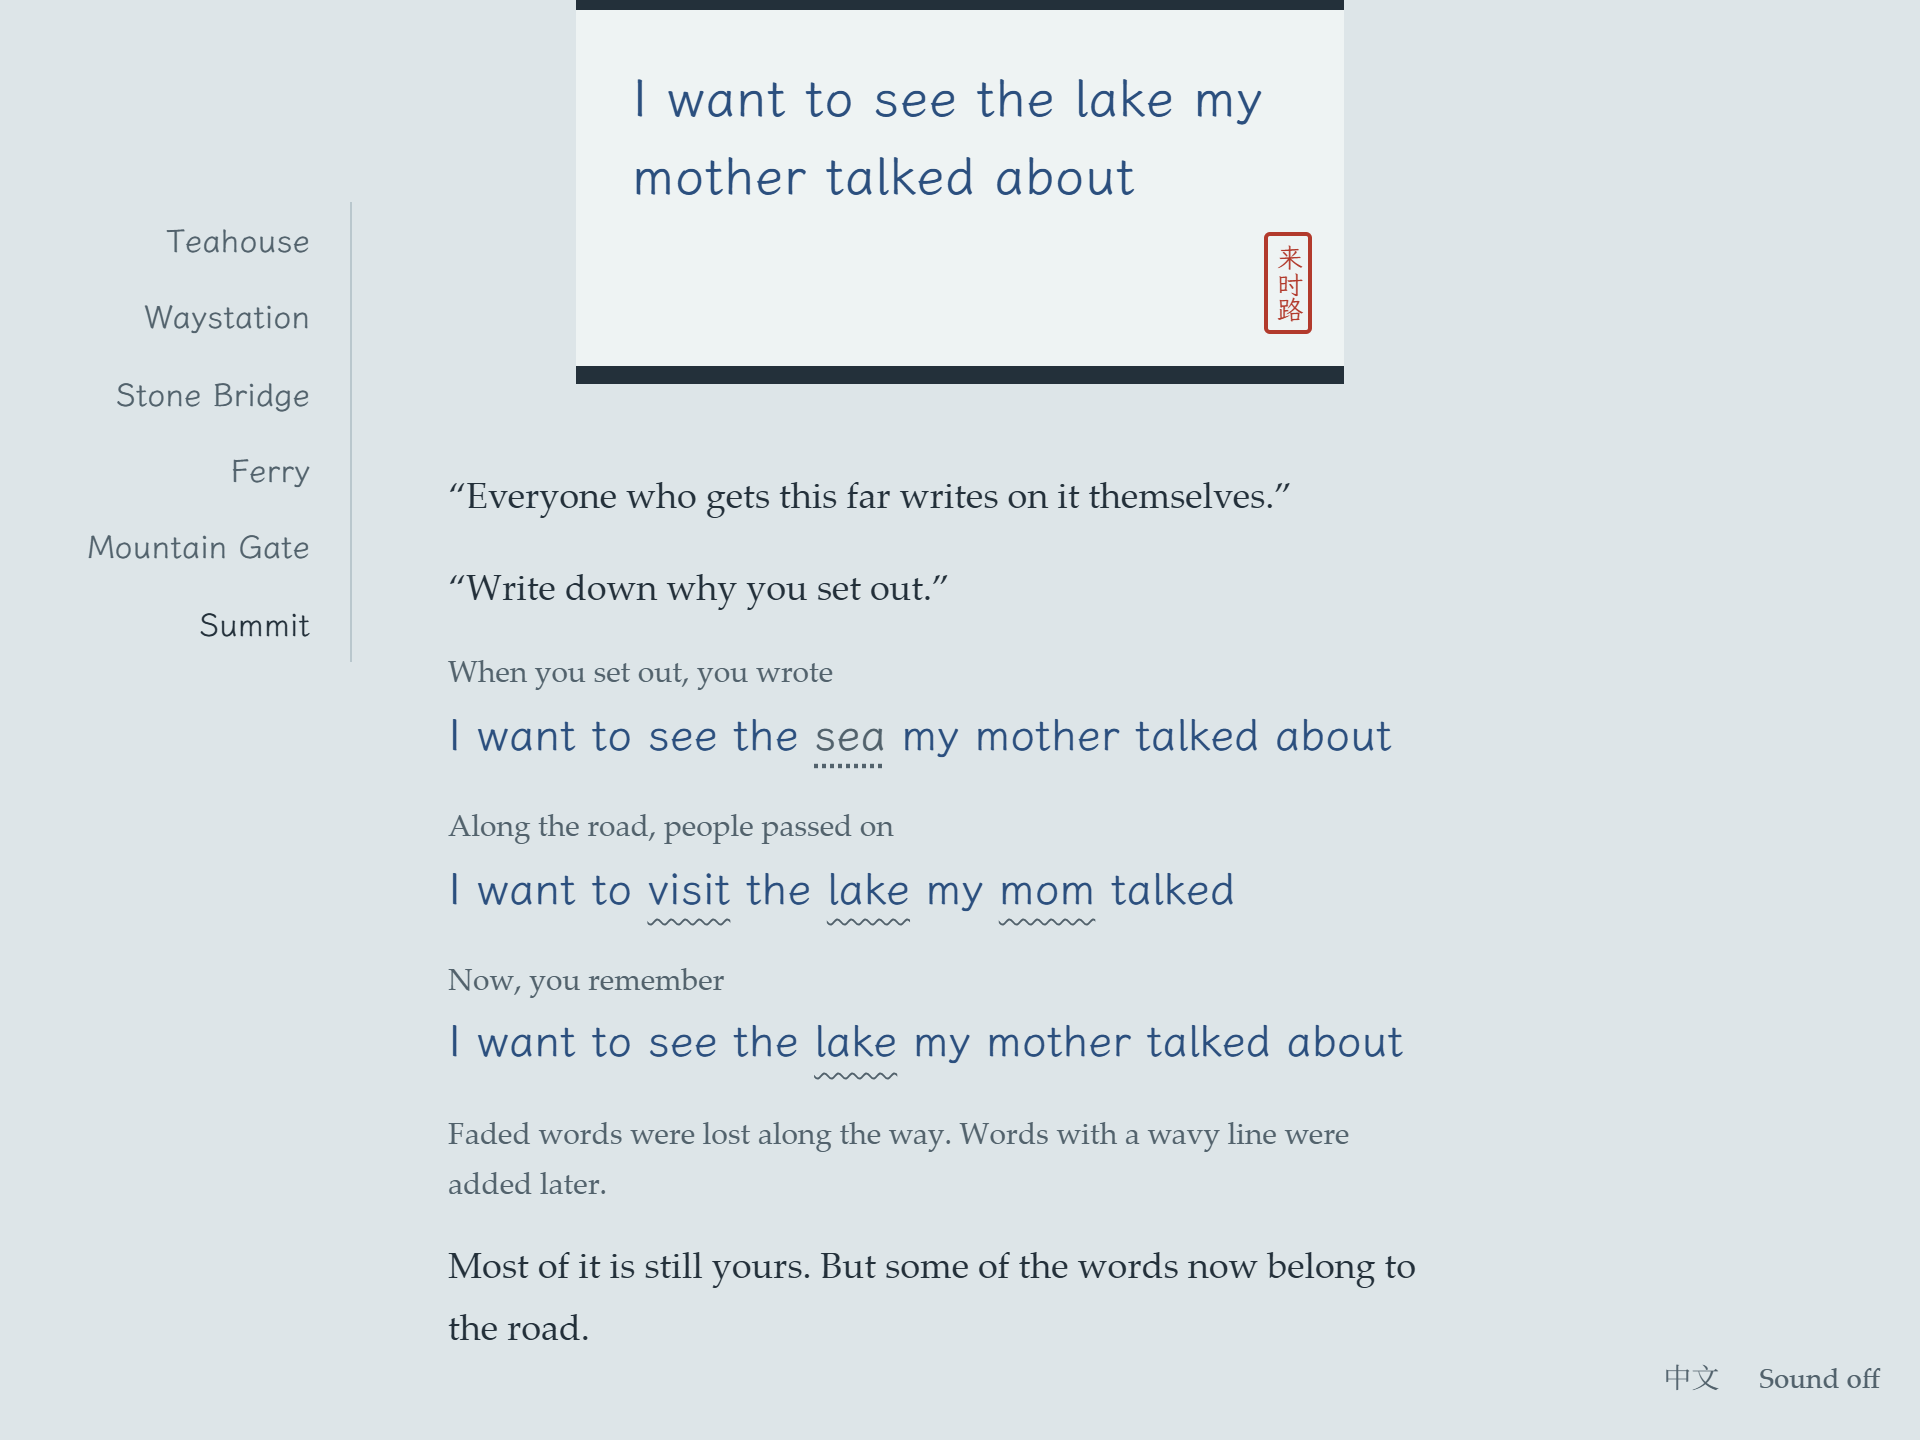 I want to see the lake my
mother talked about
来时路
Teahouse
Waystation
Stone Bridge
Ferry
Mountain Gate
Summit
“Everyone who gets this far writes on it themselves.”
“Write down why you set out.”
When you set out, you wrote
I want to see the sea my mother talked about
Along the road, people passed on
I want to visit the lake my mom talked
Now, you remember
I want to see the lake my mother talked about
Faded words were lost along the way. Words with a wavy line were
added later.
Most of it is still yours. But some of the words now belong to
the road.
中文 Sound off